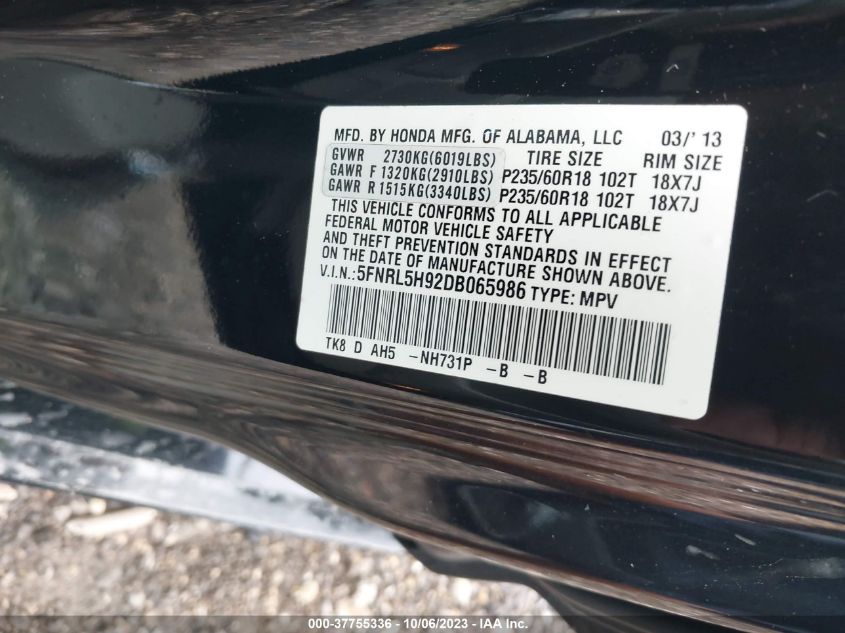 MFD. BY HONDA MFG. OF ALABAMA, LLC 03/'13
GVWR 2730KG(6019LBS) TIRE SIZE RIM SIZE
GAWR F 1320KG(2910LBS) P235/60R18 102T 18X7J
GAWR R 1515KG(3340LBS) P235/60R18 102T 18X7J
THIS VEHICLE CONFORMS TO ALL APPLICABLE
FEDERAL MOTOR VEHICLE SAFETY
AND THEFT PREVENTION STANDARDS IN EFFECT
ON THE DATE OF MANUFACTURE SHOWN ABOVE.
V.I.N.: 5FNRL5H92DB065986 TYPE: MPV
TK8 D AH5 -NH731P -B -B
000-37755336 - 10/06/2023 - IAA Inc.